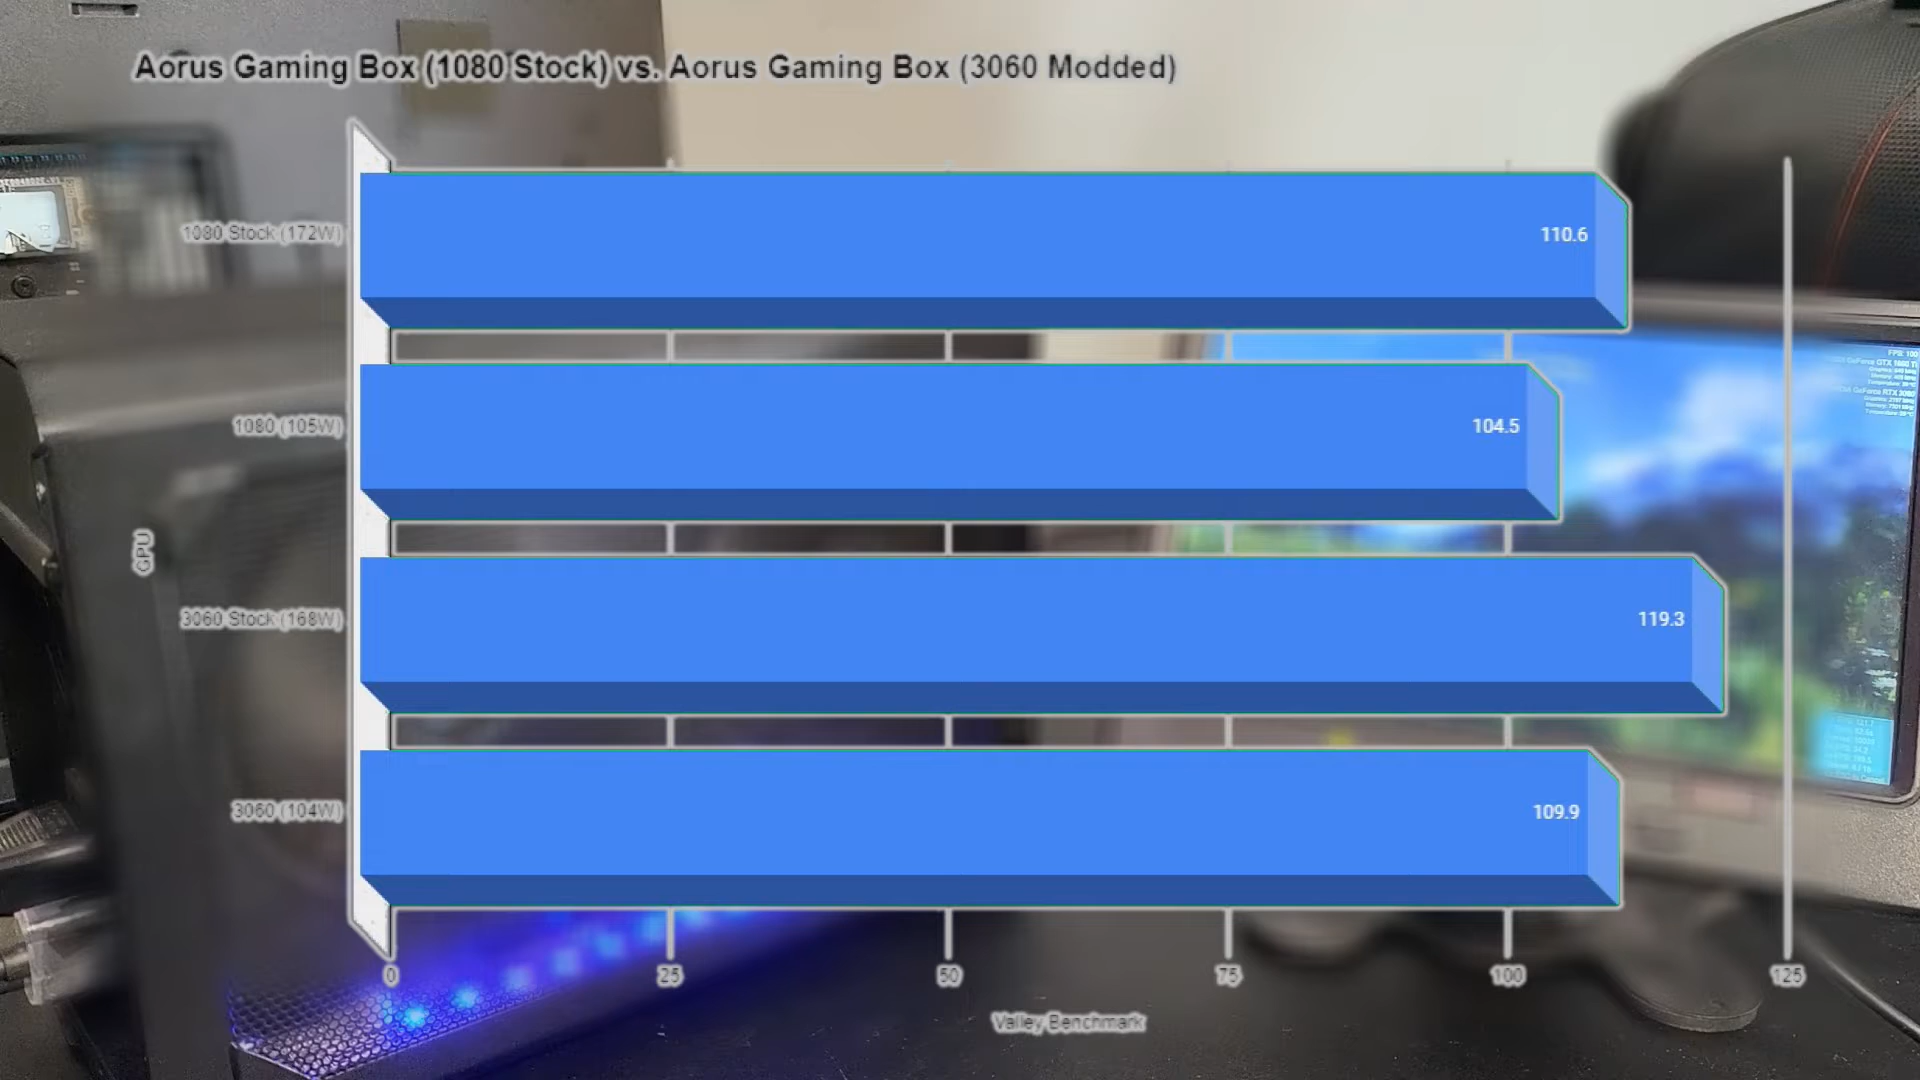 Aorus Gaming Box (1080 Stock) vs. Aorus Gaming Box (3060 Modded)
1080 Stock (172W)
110.6
1080 (105W)
104.5
GPU
3060 Stock (168W)
119.3
3060 (104W)
109.9
0
25
50
75
100
125
Valley Benchmark
FPS: 100